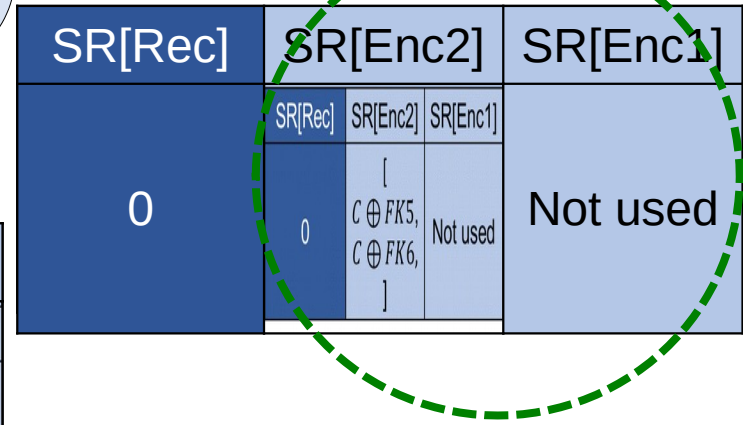 SR[Rec] SR[Enc2] SR[Enc1]
SR[Rec] SR[Enc2] SR[Enc1]
[
C ⊕ FK5,
0 0 C ⊕ FK6, Not used Not used
]